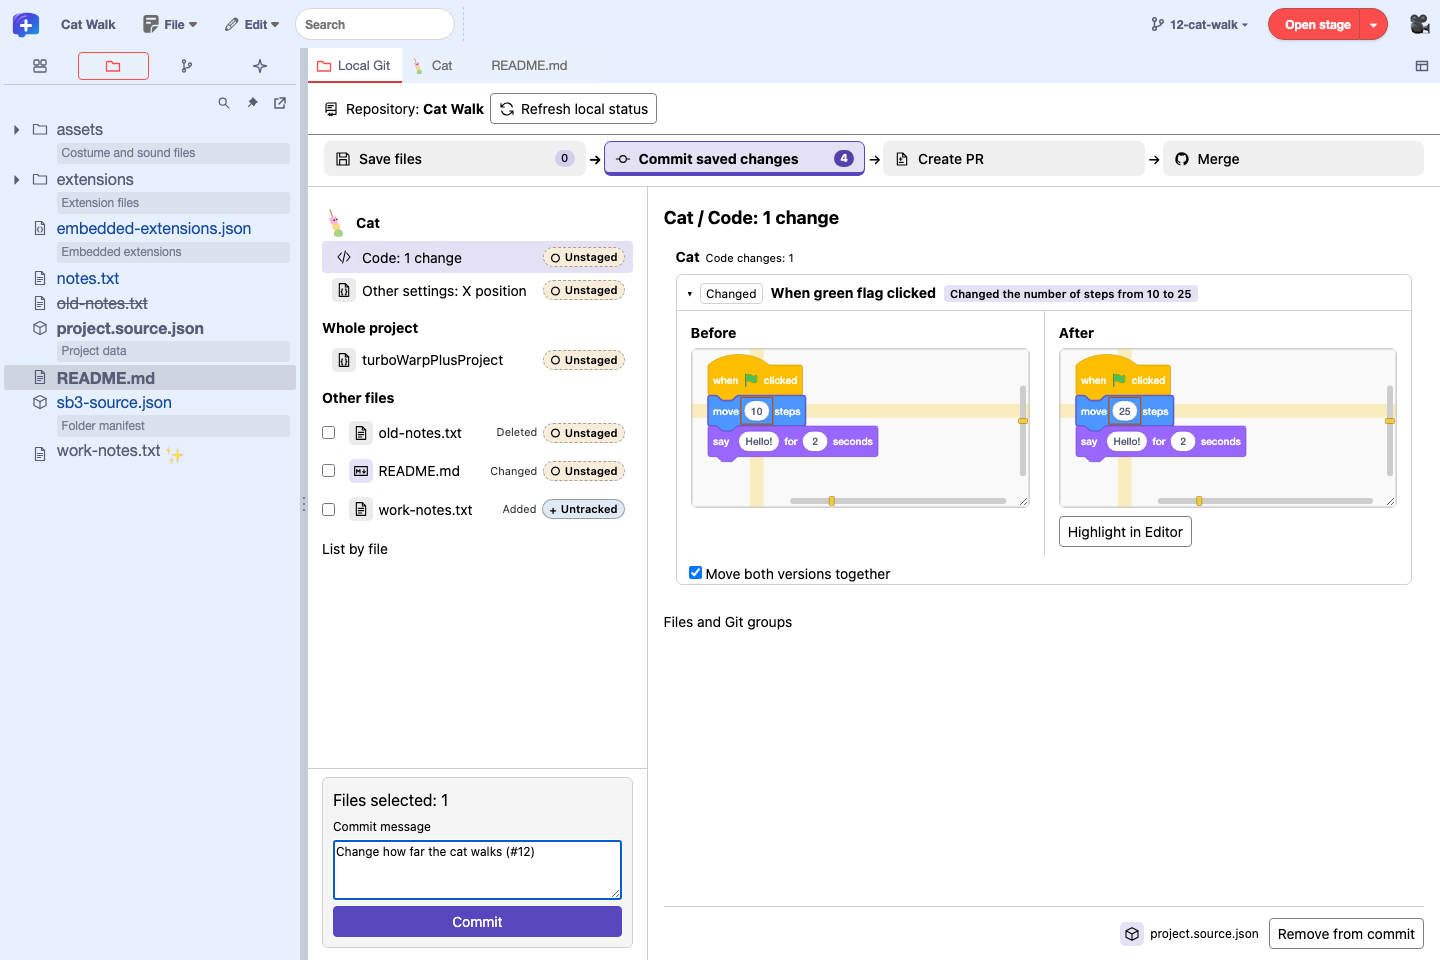 Cat Walk
File
Edit
Search
12-cat-walk
Open stage
Local Git
Cat
README.md
assets
Costume and sound files
extensions
Extension files
embedded-extensions.json
Embedded extensions
notes.txt
old-notes.txt
project.source.json
Project data
README.md
sb3-source.json
Folder manifest
work-notes.txt
Repository: Cat Walk
Refresh local status
Save files 0
Commit saved changes 4
Create PR
Merge
Cat
Code: 1 change Unstaged
Other settings: X position Unstaged
Whole project
turboWarpPlusProject Unstaged
Other files
old-notes.txt Deleted Unstaged
README.md Changed Unstaged
work-notes.txt Added + Untracked
List by file
Files selected: 1
Commit message
Change how far the cat walks (#12)
Commit
Cat / Code: 1 change
Cat Code changes: 1
Changed When green flag clicked Changed the number of steps from 10 to 25
Before
when clicked
move 10 steps
say Hello! for 2 seconds
After
when clicked
move 25 steps
say Hello! for 2 seconds
Highlight in Editor
Move both versions together
Files and Git groups
project.source.json
Remove from commit